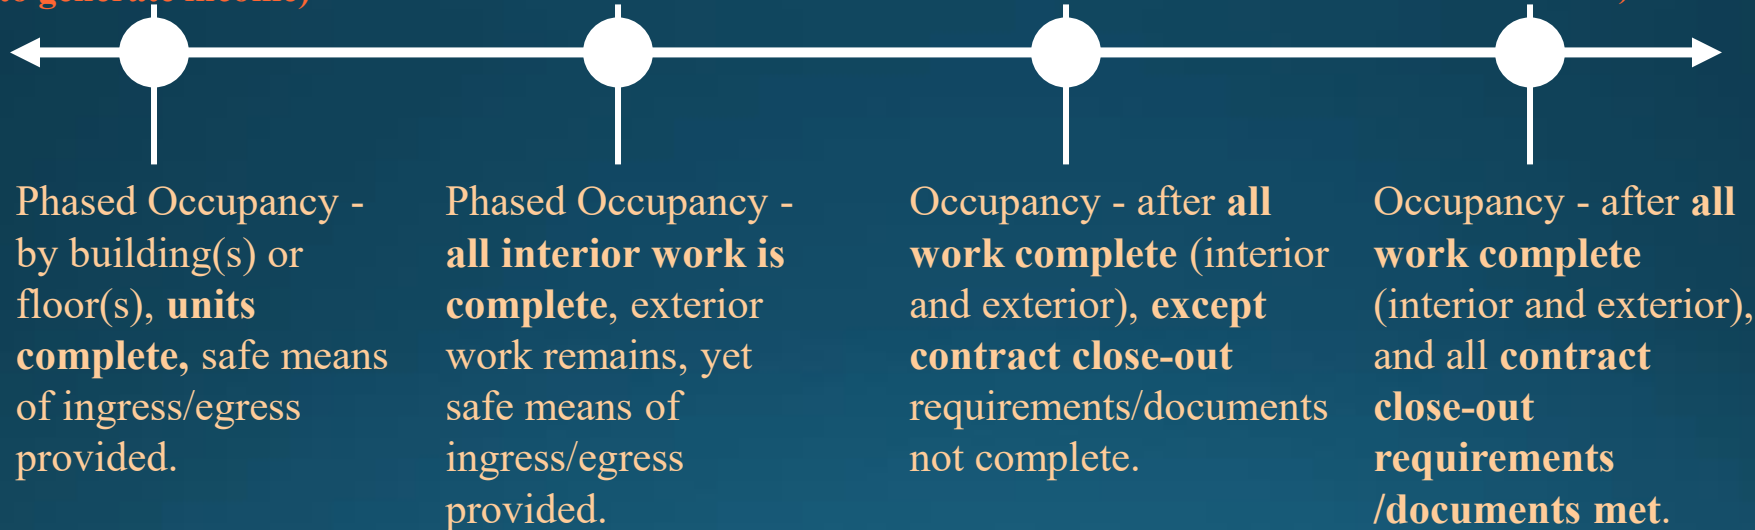 to generate income)
Phased Occupancy -
by building(s) or
floor(s), units
complete, safe means
of ingress/egress
provided.
Phased Occupancy -
all interior work is
complete, exterior
work remains, yet
safe means of
ingress/egress
provided.
Occupancy - after all
work complete (interior
and exterior), except
contract close-out
requirements/documents
not complete.
Occupancy - after all
work complete
(interior and exterior),
and all contract
close-out
requirements
/documents met.